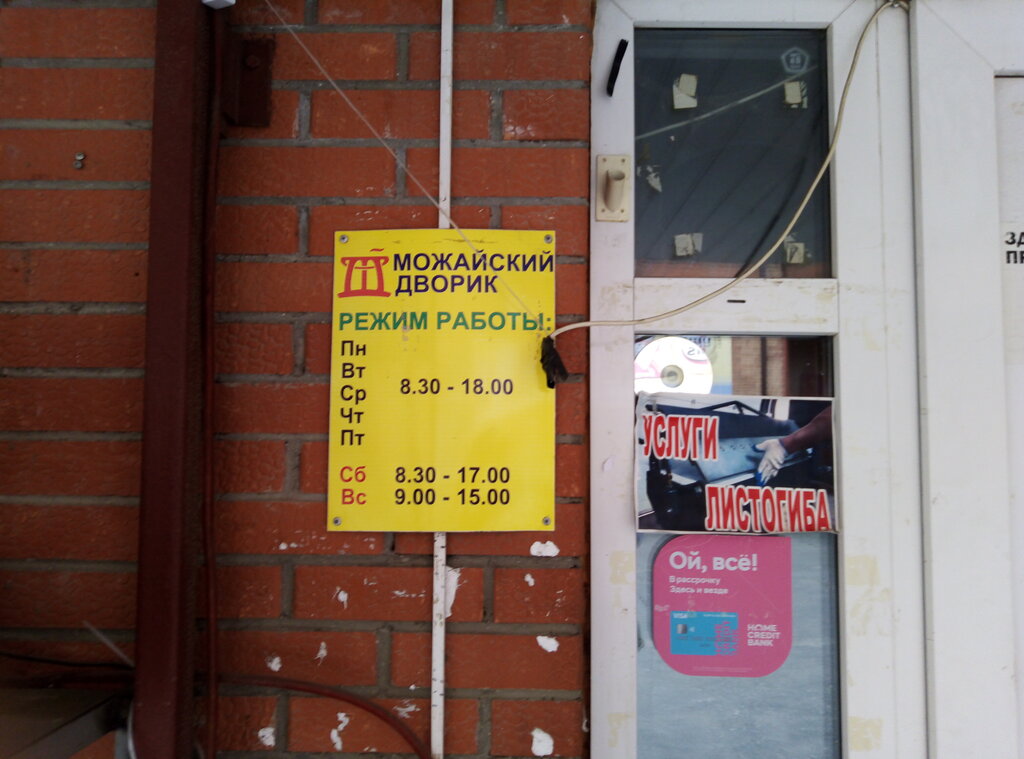 МОЖАЙСКИЙ
ДВОРИК
РЕЖИМ РАБОТЫ:
Пн
Вт
Ср 8.30 - 18.00
Чт
Пт
Сб 8.30 - 17.00
Вс 9.00 - 15.00
УСЛУГИ
ЛИСТОГИБА
Ой, всё!
В рассрочку
Здесь и везде
VISA
HOME
CREDIT
BANK